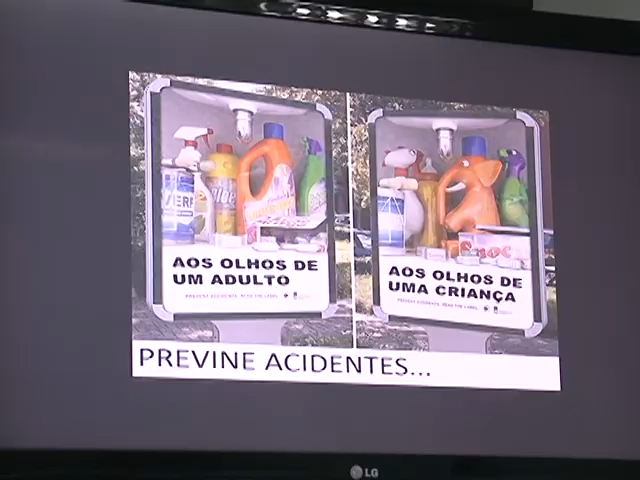 AOS OLHOS DE
UM ADULTO
AOS OLHOS DE
UMA CRIANÇA
PREVINE ACIDENTES...
LG